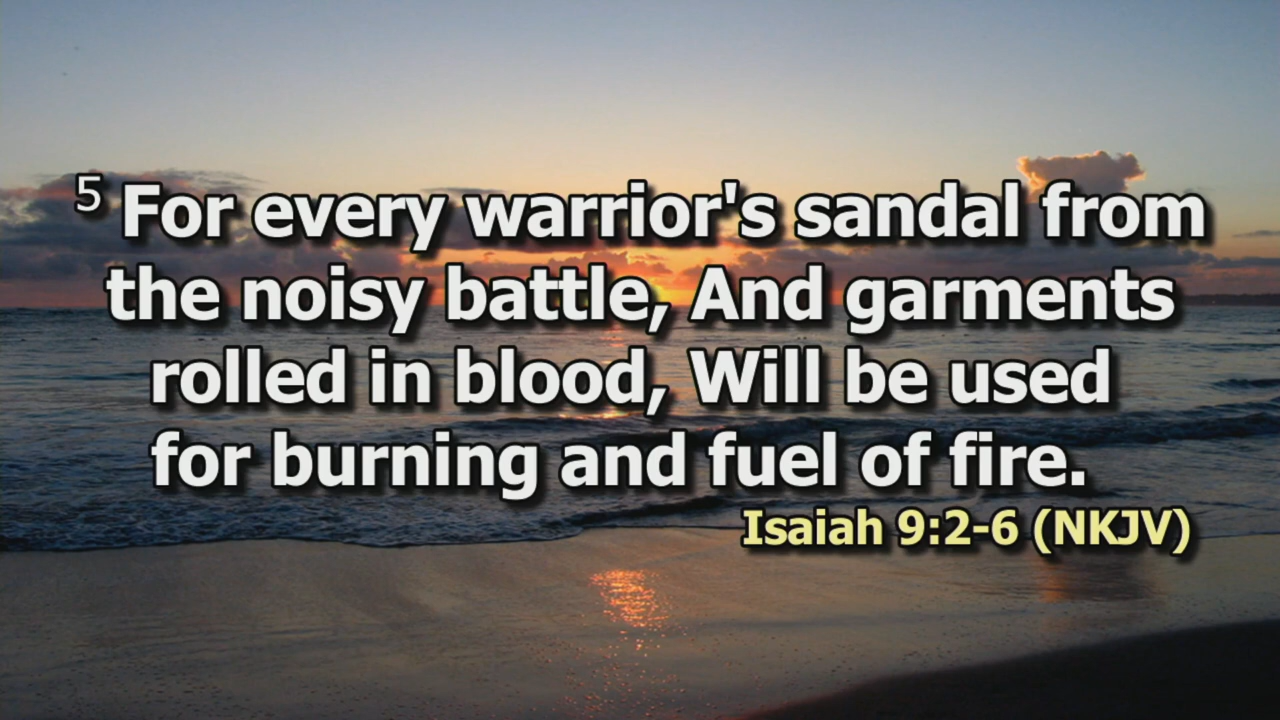 5 For every warrior's sandal from
the noisy battle, And garments
rolled in blood, Will be used
for burning and fuel of fire.
Isaiah 9:2-6 (NKJV)